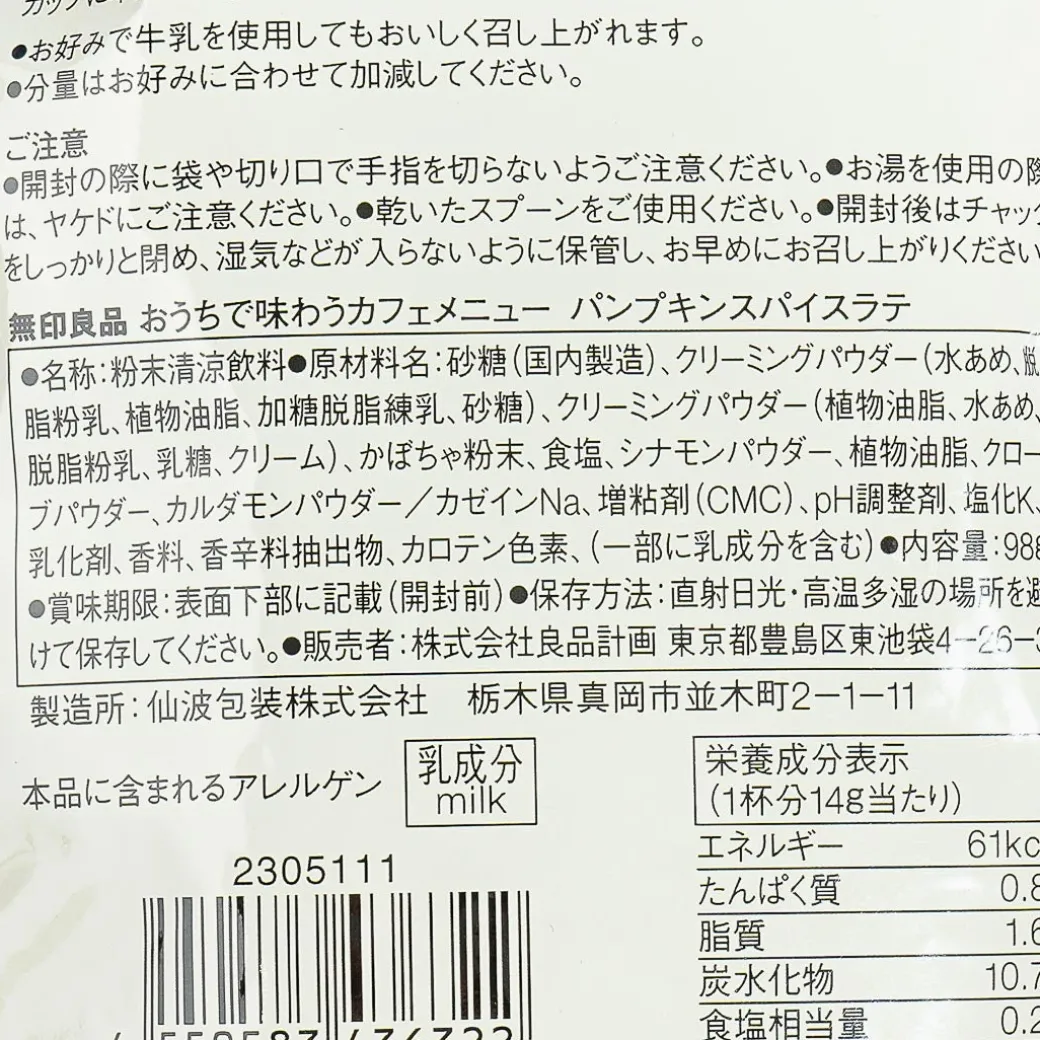 ●お好みで牛乳を使用してもおいしく召し上がれます。
●分量はお好みに合わせて加減してください。
ご注意
●開封の際に袋や切り口で手指を切らないようご注意ください。●お湯を使用の際
は、ヤケドにご注意ください。●乾いたスプーンをご使用ください。●開封後はチャック
をしっかりと閉め、湿気などが入らないように保管し、お早めにお召し上がりください
無印良品 おうちで味わうカフェメニュー パンプキンスパイスラテ
●名称：粉末清涼飲料●原材料名：砂糖（国内製造）、クリーミングパウダー（水あめ、脱
脂粉乳、植物油脂、加糖脱脂練乳、砂糖）、クリーミングパウダー（植物油脂、水あめ、
脱脂粉乳、乳糖、クリーム）、かぼちゃ粉末、食塩、シナモンパウダー、植物油脂、クロー
ブパウダー、カルダモンパウダー／カゼインNa、増粘剤（CMC）、pH調整剤、塩化K、
乳化剤、香料、香辛料抽出物、カロテン色素、（一部に乳成分を含む）●内容量：98g
●賞味期限：表面下部に記載（開封前）●保存方法：直射日光・高温多湿の場所を避
けて保存してください。●販売者：株式会社良品計画 東京都豊島区東池袋4−26−3
製造所：仙波包装株式会社 栃木県真岡市並木町2−1−11
本品に含まれるアレルゲン
乳成分
milk
栄養成分表示
（1杯分14g当たり）
エネルギー 61kc
たんぱく質 0.8
脂質 1.6
炭水化物 10.7
食塩相当量 0.2
2305111